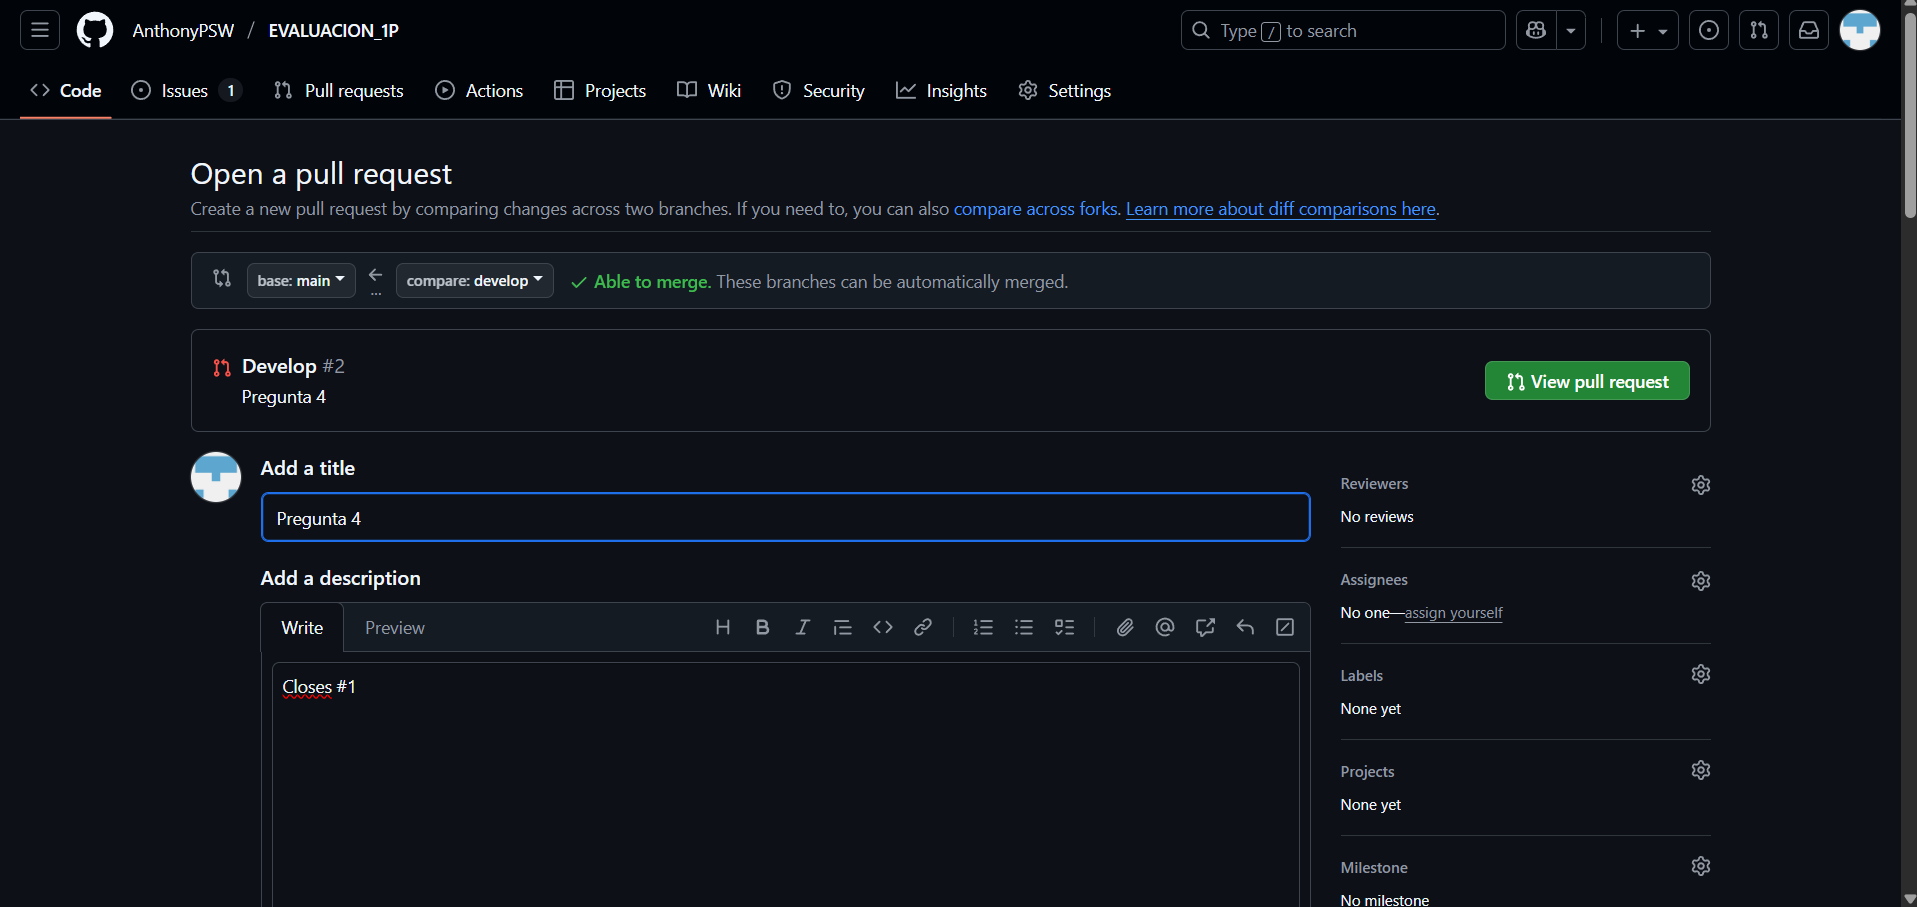 AnthonyPSW / EVALUACION_1P
Type / to search
Code
Issues 1
Pull requests
Actions
Projects
Wiki
Security
Insights
Settings
Open a pull request
Create a new pull request by comparing changes across two branches. If you need to, you can also compare across forks. Learn more about diff comparisons here.
base: main
compare: develop
Able to merge. These branches can be automatically merged.
Develop #2
Pregunta 4
View pull request
Add a title
Pregunta 4
Add a description
Write
Preview
Closes #1
Reviewers
No reviews
Assignees
No one—assign yourself
Labels
None yet
Projects
None yet
Milestone
No milestone